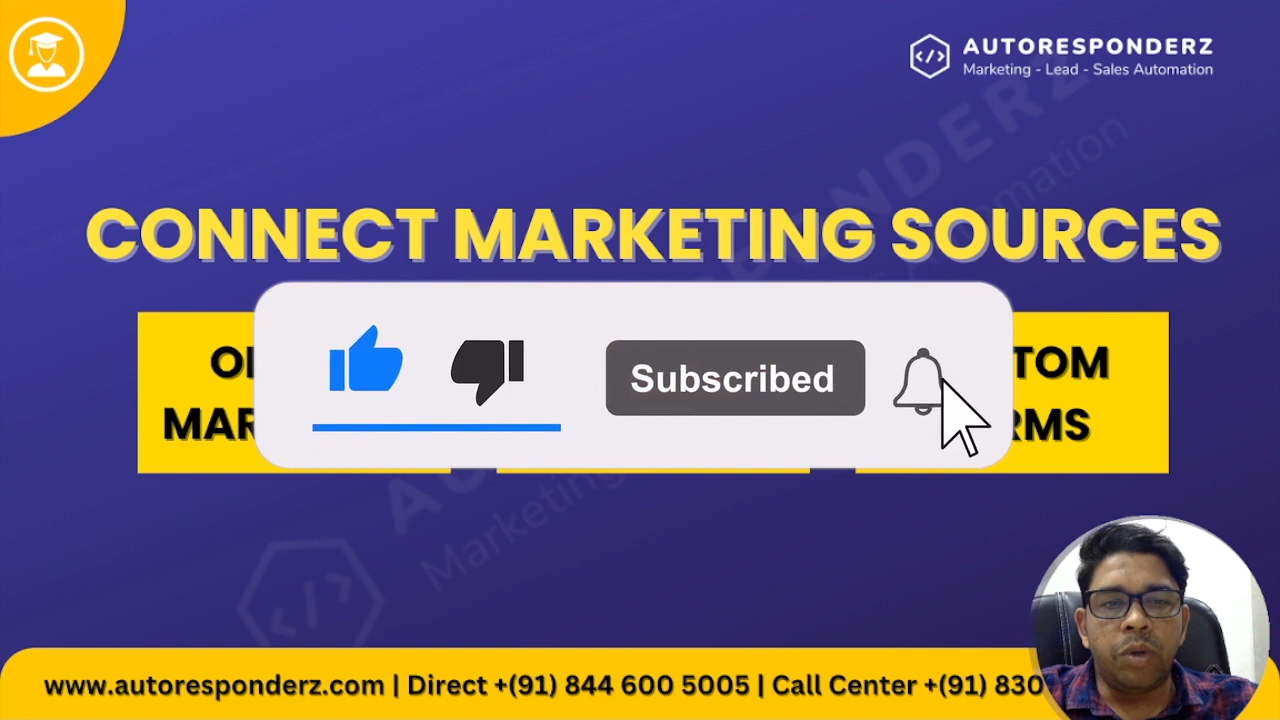 AUTORESPONDERZ
Marketing - Lead - Sales Automation
CONNECT MARKETING SOURCES
Subscribed
www.autoresponderz.com | Direct +(91) 844 600 5005 | Call Center +(91) 830